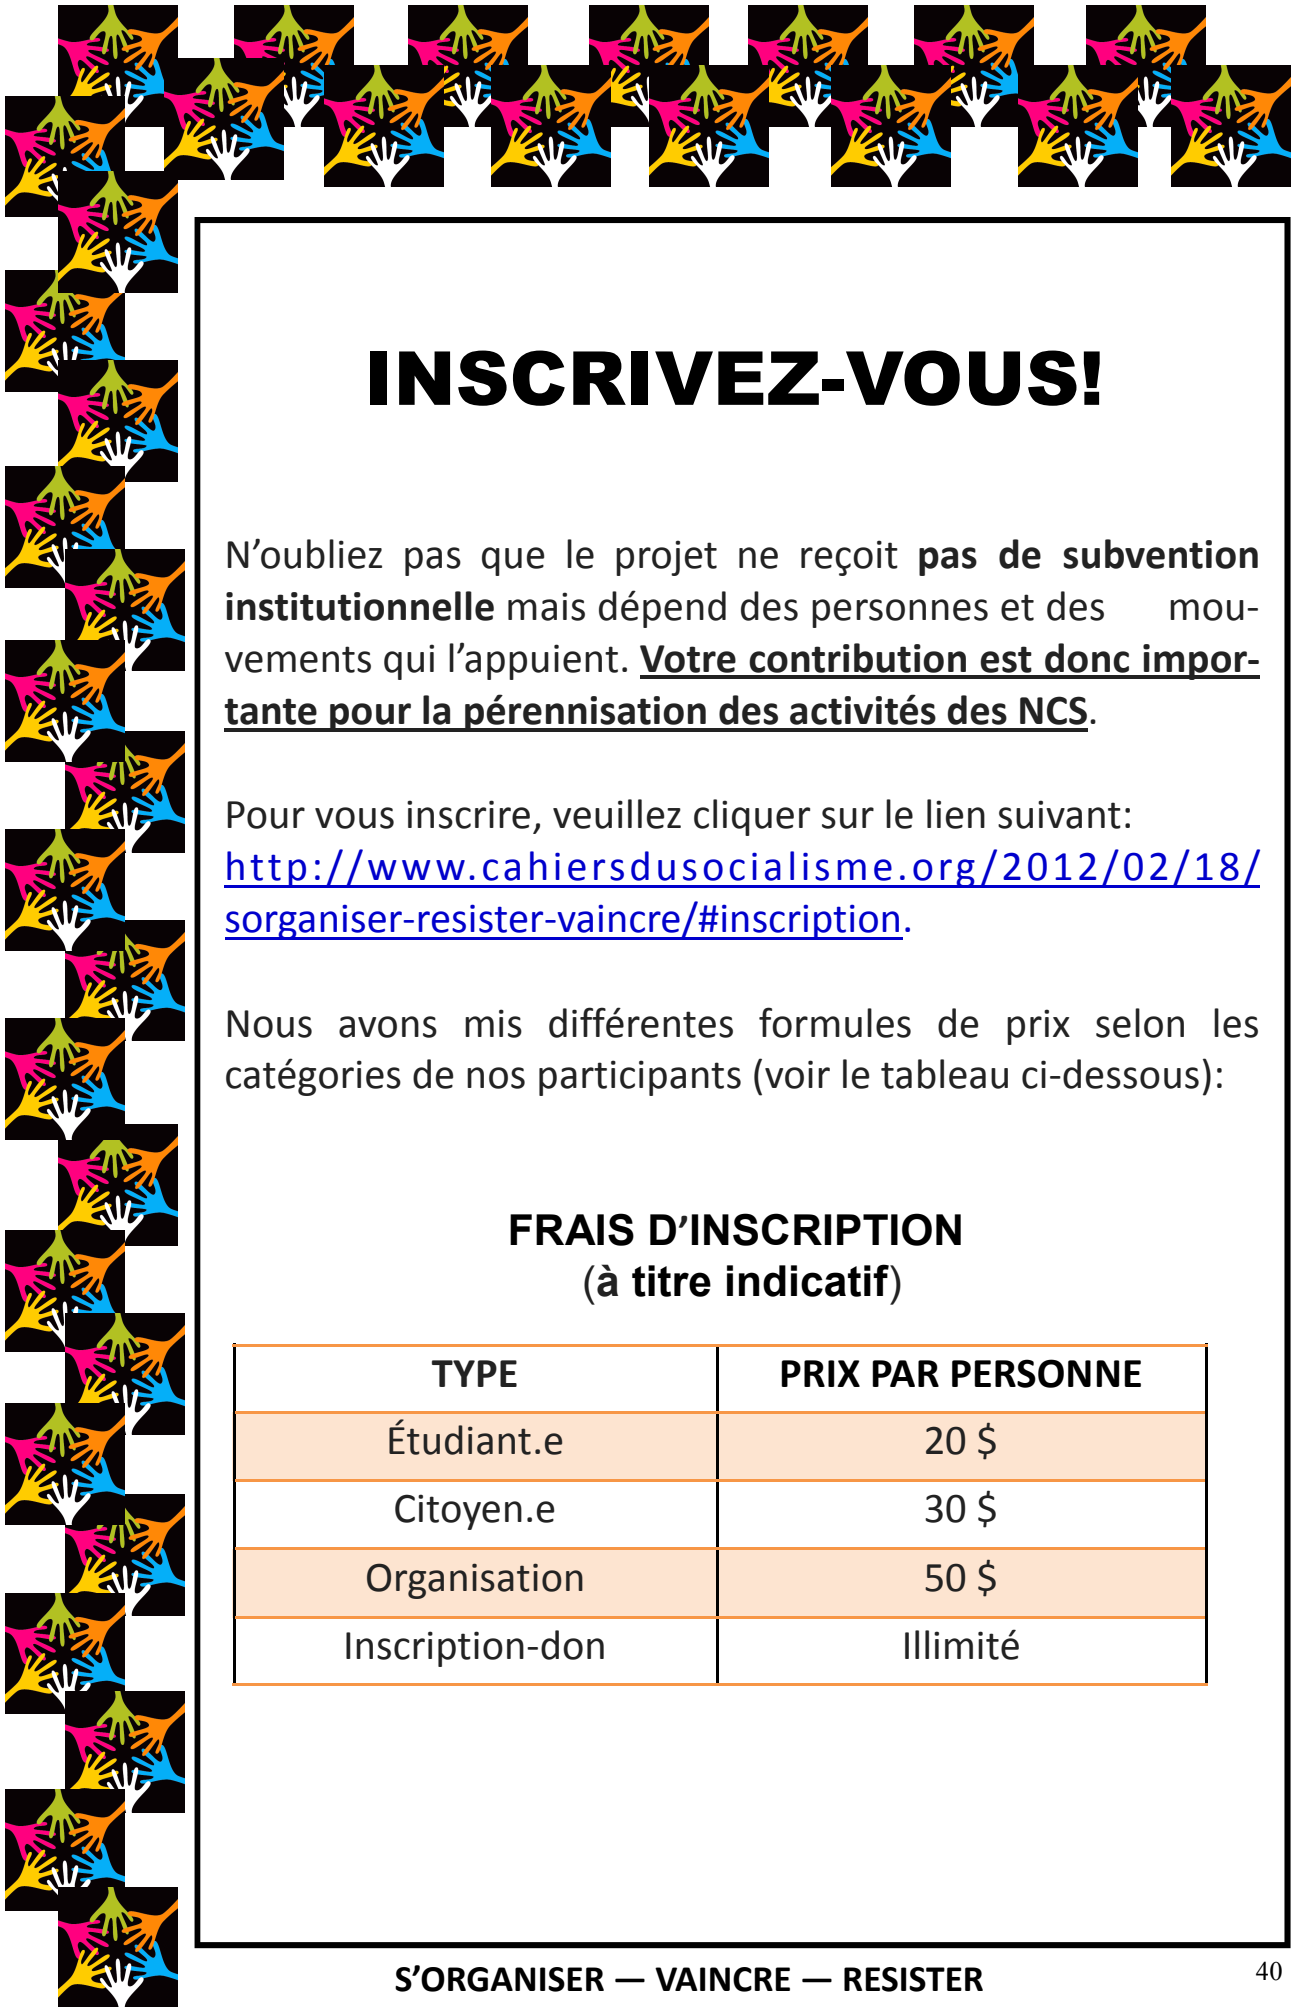 INSCRIVEZ-VOUS!
N’oubliez pas que le projet ne reçoit pas de subvention
institutionnelle mais dépend des personnes et des mou-
vements qui l’appuient. Votre contribution est donc impor-
tante pour la pérennisation des activités des NCS.
Pour vous inscrire, veuillez cliquer sur le lien suivant:
http://www.cahiersdusocialisme.org/2012/02/18/
sorganiser-resister-vaincre/#inscription.
Nous avons mis différentes formules de prix selon les
catégories de nos participants (voir le tableau ci-dessous):
FRAIS D’INSCRIPTION
(à titre indicatif)
TYPE PRIX PAR PERSONNE
Étudiant.e 20 $
Citoyen.e 30 $
Organisation 50 $
Inscription-don Illimité
S’ORGANISER — VAINCRE — RESISTER 40